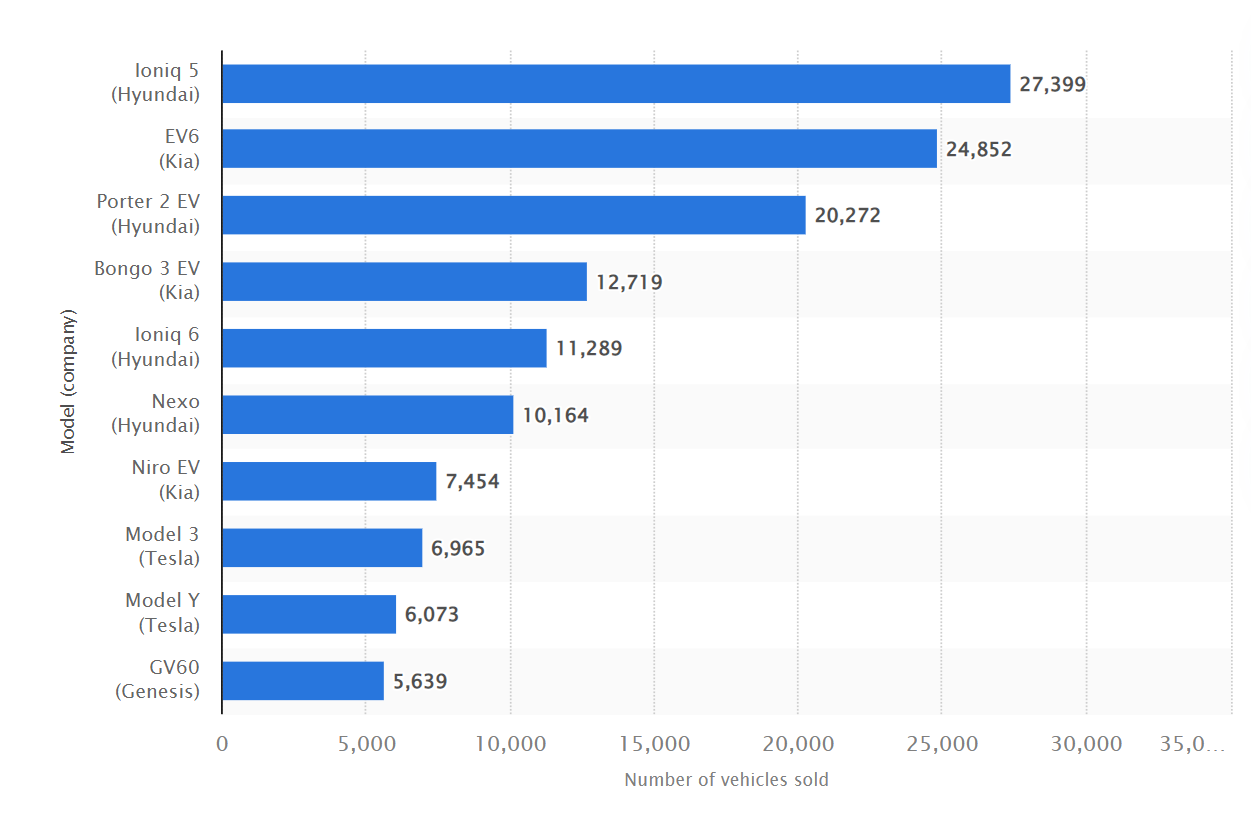 Ioniq 5
(Hyundai)
27,399
EV6
(Kia)
24,852
Porter 2 EV
(Hyundai)
20,272
Bongo 3 EV
(Kia)
12,719
Ioniq 6
(Hyundai)
11,289
Nexo
(Hyundai)
10,164
Niro EV
(Kia)
7,454
Model 3
(Tesla)
6,965
Model Y
(Tesla)
6,073
GV60
(Genesis)
5,639
Model (company)
0 5,000 10,000 15,000 20,000 25,000 30,000 35,0...
Number of vehicles sold